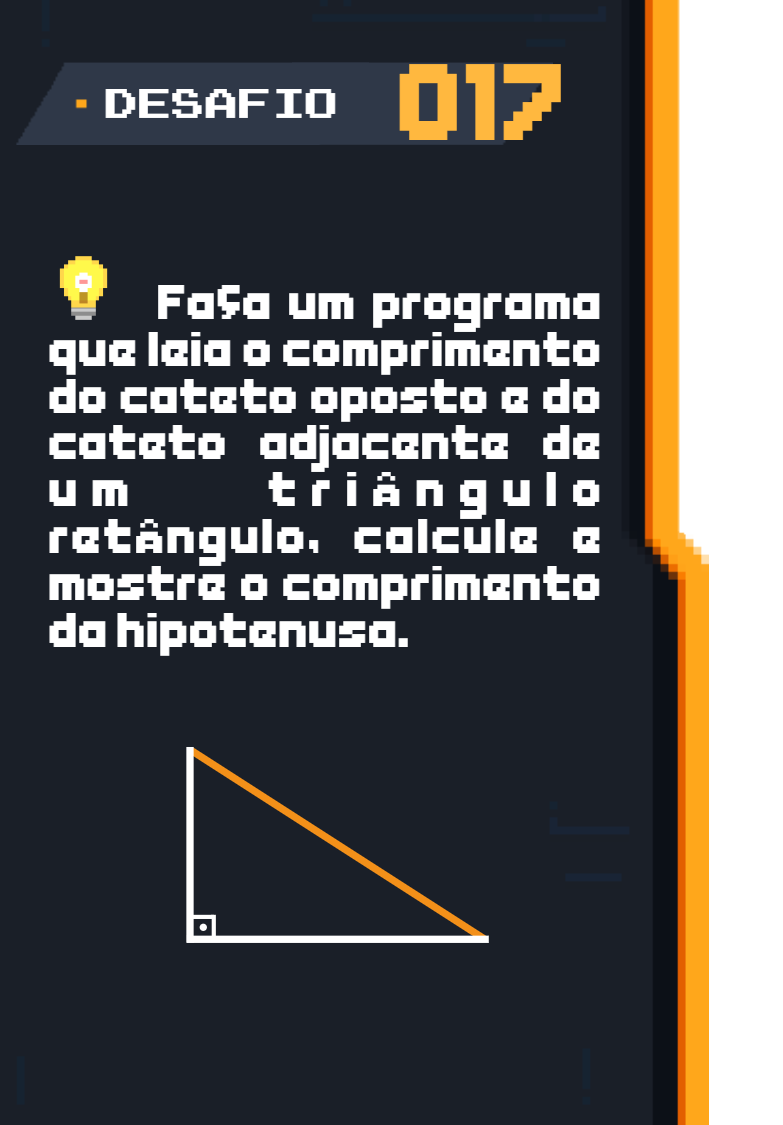 DESAFIO 017
Faça um programa
que leia o comprimento
do cateto oposto e do
cateto adjacente de
um triângulo
retângulo, calcule e
mostre o comprimento
da hipotenusa.